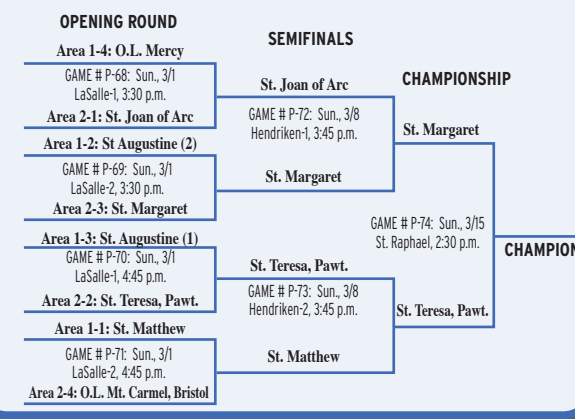 OPENING ROUND
Area 1-4: O.L. Mercy
GAME # P-68: Sun., 3/1
LaSalle-1, 3:30 p.m.
Area 2-1: St. Joan of Arc
Area 1-2: St Augustine (2)
GAME # P-69: Sun., 3/1
LaSalle-2, 3:30 p.m.
Area 2-3: St. Margaret
Area 1-3: St. Augustine (1)
GAME # P-70: Sun., 3/1
LaSalle-1, 4:45 p.m.
Area 2-2: St. Teresa, Pawt.
Area 1-1: St. Matthew
GAME # P-71: Sun., 3/1
LaSalle-2, 4:45 p.m.
Area 2-4: O.L. Mt. Carmel, Bristol
SEMIFINALS
St. Joan of Arc
GAME # P-72: Sun., 3/8
Hendriken-1, 3:45 p.m.
St. Margaret
St. Teresa, Pawt.
GAME # P-73: Sun., 3/8
Hendriken-2, 3:45 p.m.
St. Matthew
CHAMPIONSHIP
St. Margaret
GAME # P-74: Sun., 3/15
St. Raphael, 2:30 p.m.
St. Teresa, Pawt.
CHAMPION